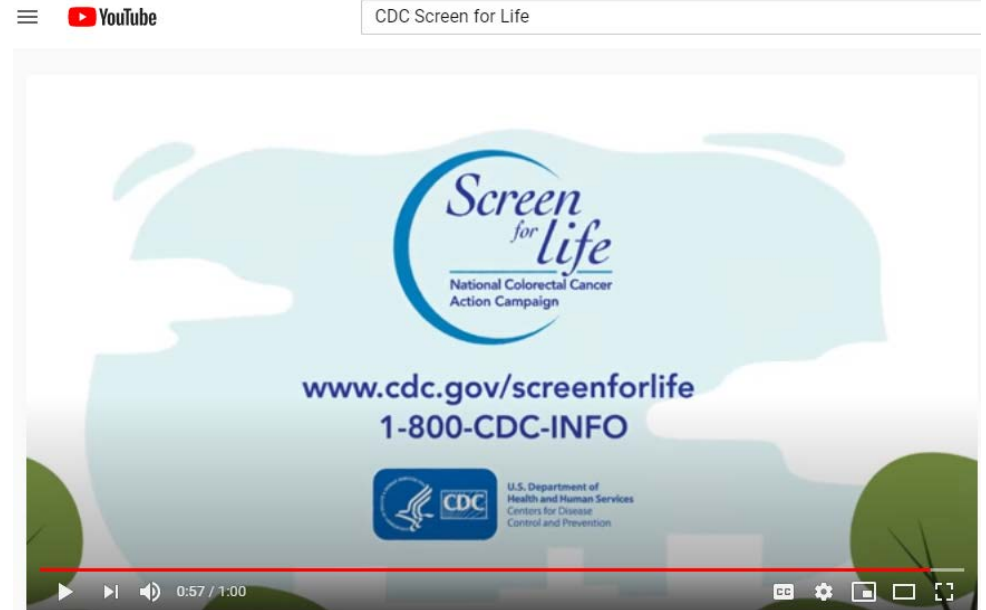 YouTube
CDC Screen for Life
Screen
for
life
National Colorectal Cancer
Action Campaign
www.cdc.gov/screenforlife
1-800-CDC-INFO
CDC
U.S. Department of
Health and Human Services
Centers for Disease
Control and Prevention
0:57 / 1:00
CC